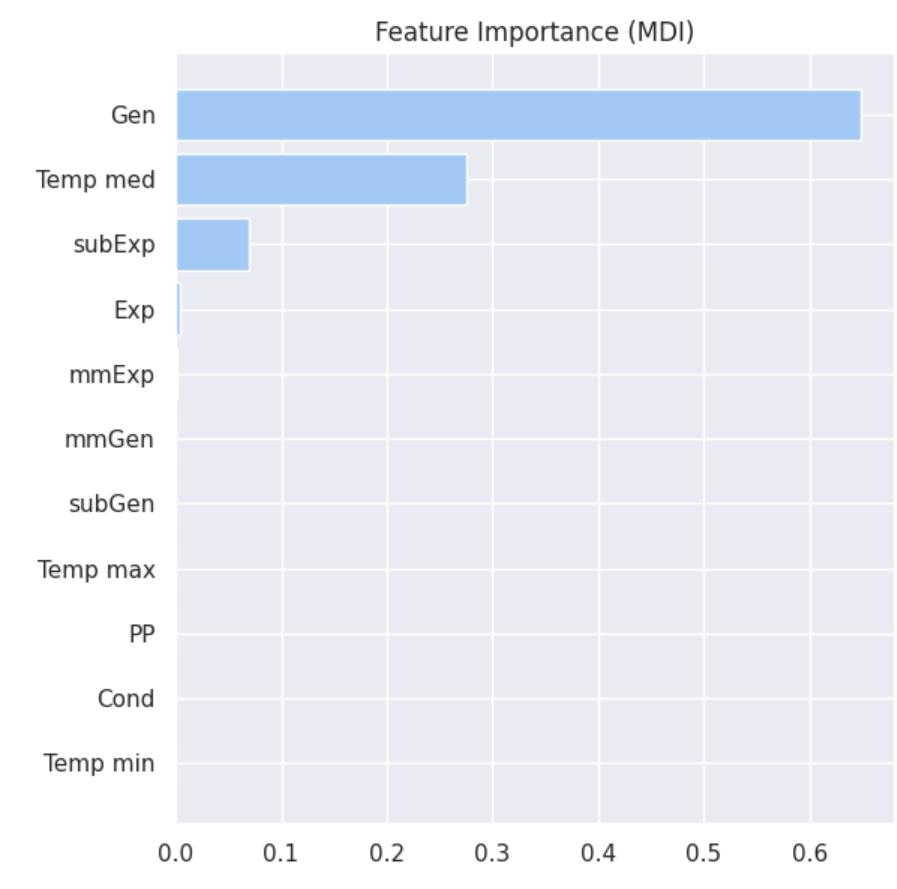 Feature Importance (MDI)
Gen
Temp med
subExp
Exp
mmExp
mmGen
subGen
Temp max
PP
Cond
Temp min
0.0 0.1 0.2 0.3 0.4 0.5 0.6